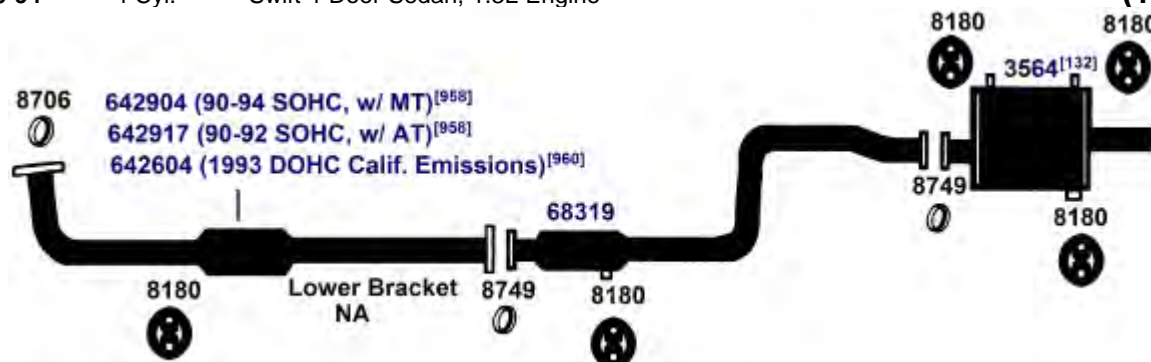 4 Cyl. Swift 4 Door Sedan, 1.3L Engine
8180
8180
3564[132]
8706
642904 (90-94 SOHC, w/ MT)[958]
642917 (90-92 SOHC, w/ AT)[958]
642604 (1993 DOHC Calif. Emissions)[960]
8749
68319
8180
8180
Lower Bracket
NA
8749
8180